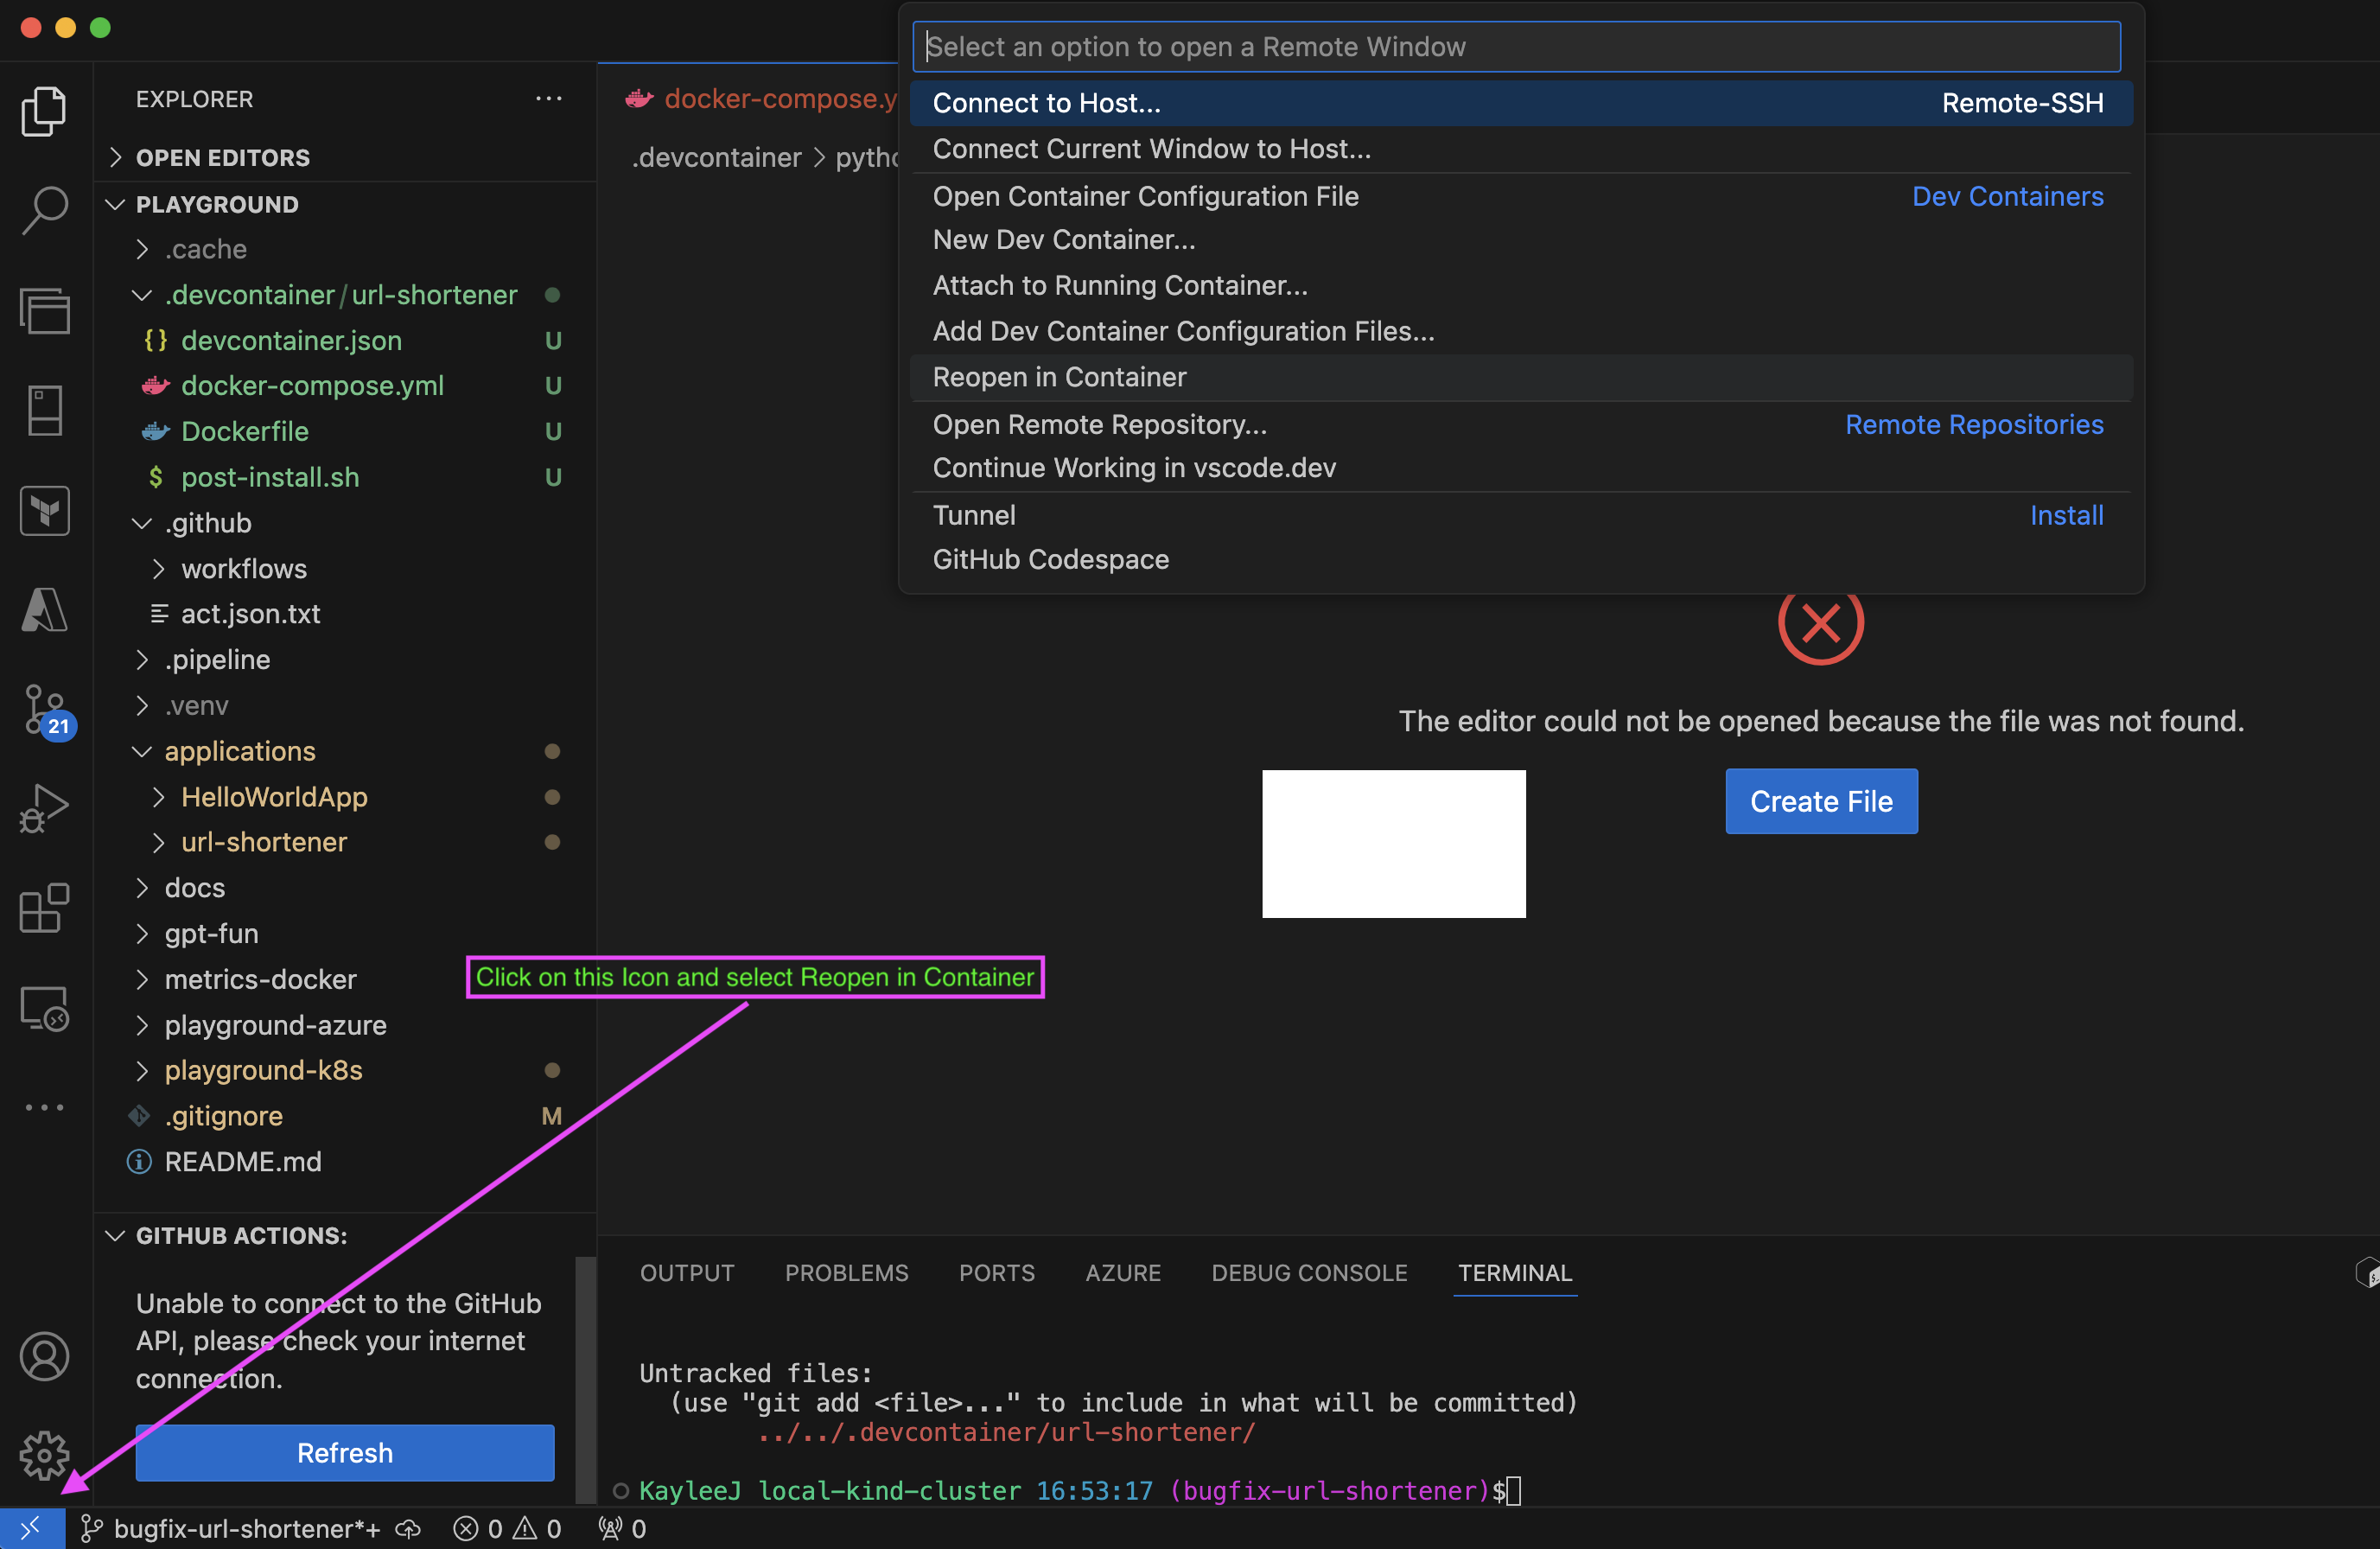 Select an option to open a Remote Window
Connect to Host... Remote-SSH
Connect Current Window to Host...
Open Container Configuration File Dev Containers
New Dev Container...
Attach to Running Container...
Add Dev Container Configuration Files...
Reopen in Container
Open Remote Repository... Remote Repositories
Continue Working in vscode.dev
Tunnel Install
GitHub Codespace
EXPLORER
OPEN EDITORS
PLAYGROUND
.cache
.devcontainer/url-shortener
{} devcontainer.json U
docker-compose.yml U
Dockerfile U
$ post-install.sh U
.github
workflows
act.json.txt
.pipeline
.venv
applications
HelloWorldApp
url-shortener
docs
gpt-fun
metrics-docker
playground-azure
playground-k8s
.gitignore M
README.md
21
GITHUB ACTIONS:
Unable to connect to the GitHub
API, please check your internet
connection.
Refresh
docker-compose.y
.devcontainer > pytho
The editor could not be opened because the file was not found.
Create File
Click on this Icon and select Reopen in Container
OUTPUT PROBLEMS PORTS AZURE DEBUG CONSOLE TERMINAL
Untracked files:
(use "git add <file>..." to include in what will be committed)
../../.devcontainer/url-shortener/
KayleeJ local-kind-cluster 16:53:17 (bugfix-url-shortener)$
bugfix-url-shortener*+ 0 0 0